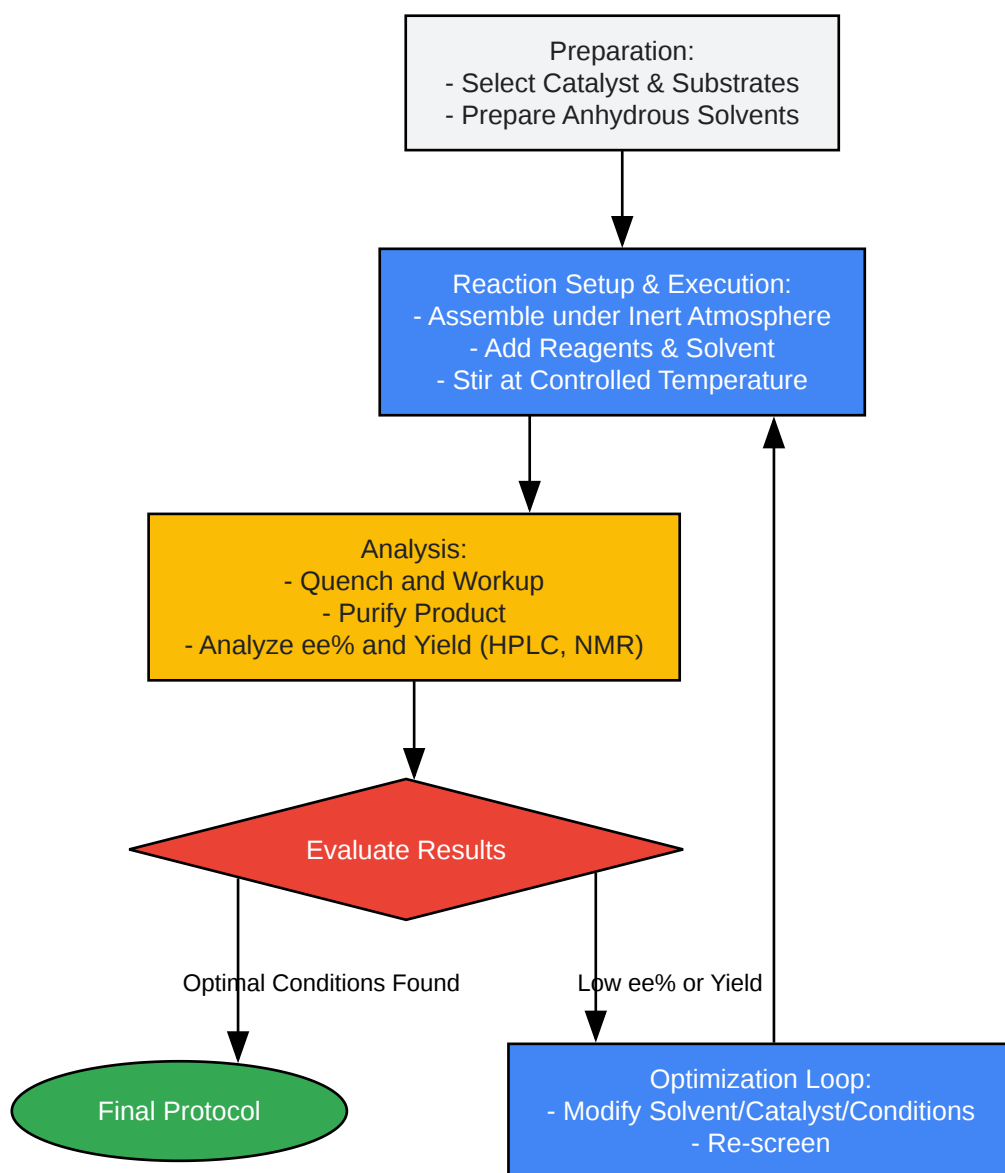 Preparation:
- Select Catalyst & Substrates
- Prepare Anhydrous Solvents
Reaction Setup & Execution:
- Assemble under Inert Atmosphere
- Add Reagents & Solvent
- Stir at Controlled Temperature
Analysis:
- Quench and Workup
- Purify Product
- Analyze ee% and Yield (HPLC, NMR)
Evaluate Results
Optimal Conditions Found
Low ee% or Yield
Final Protocol
Optimization Loop:
- Modify Solvent/Catalyst/Conditions
- Re-screen